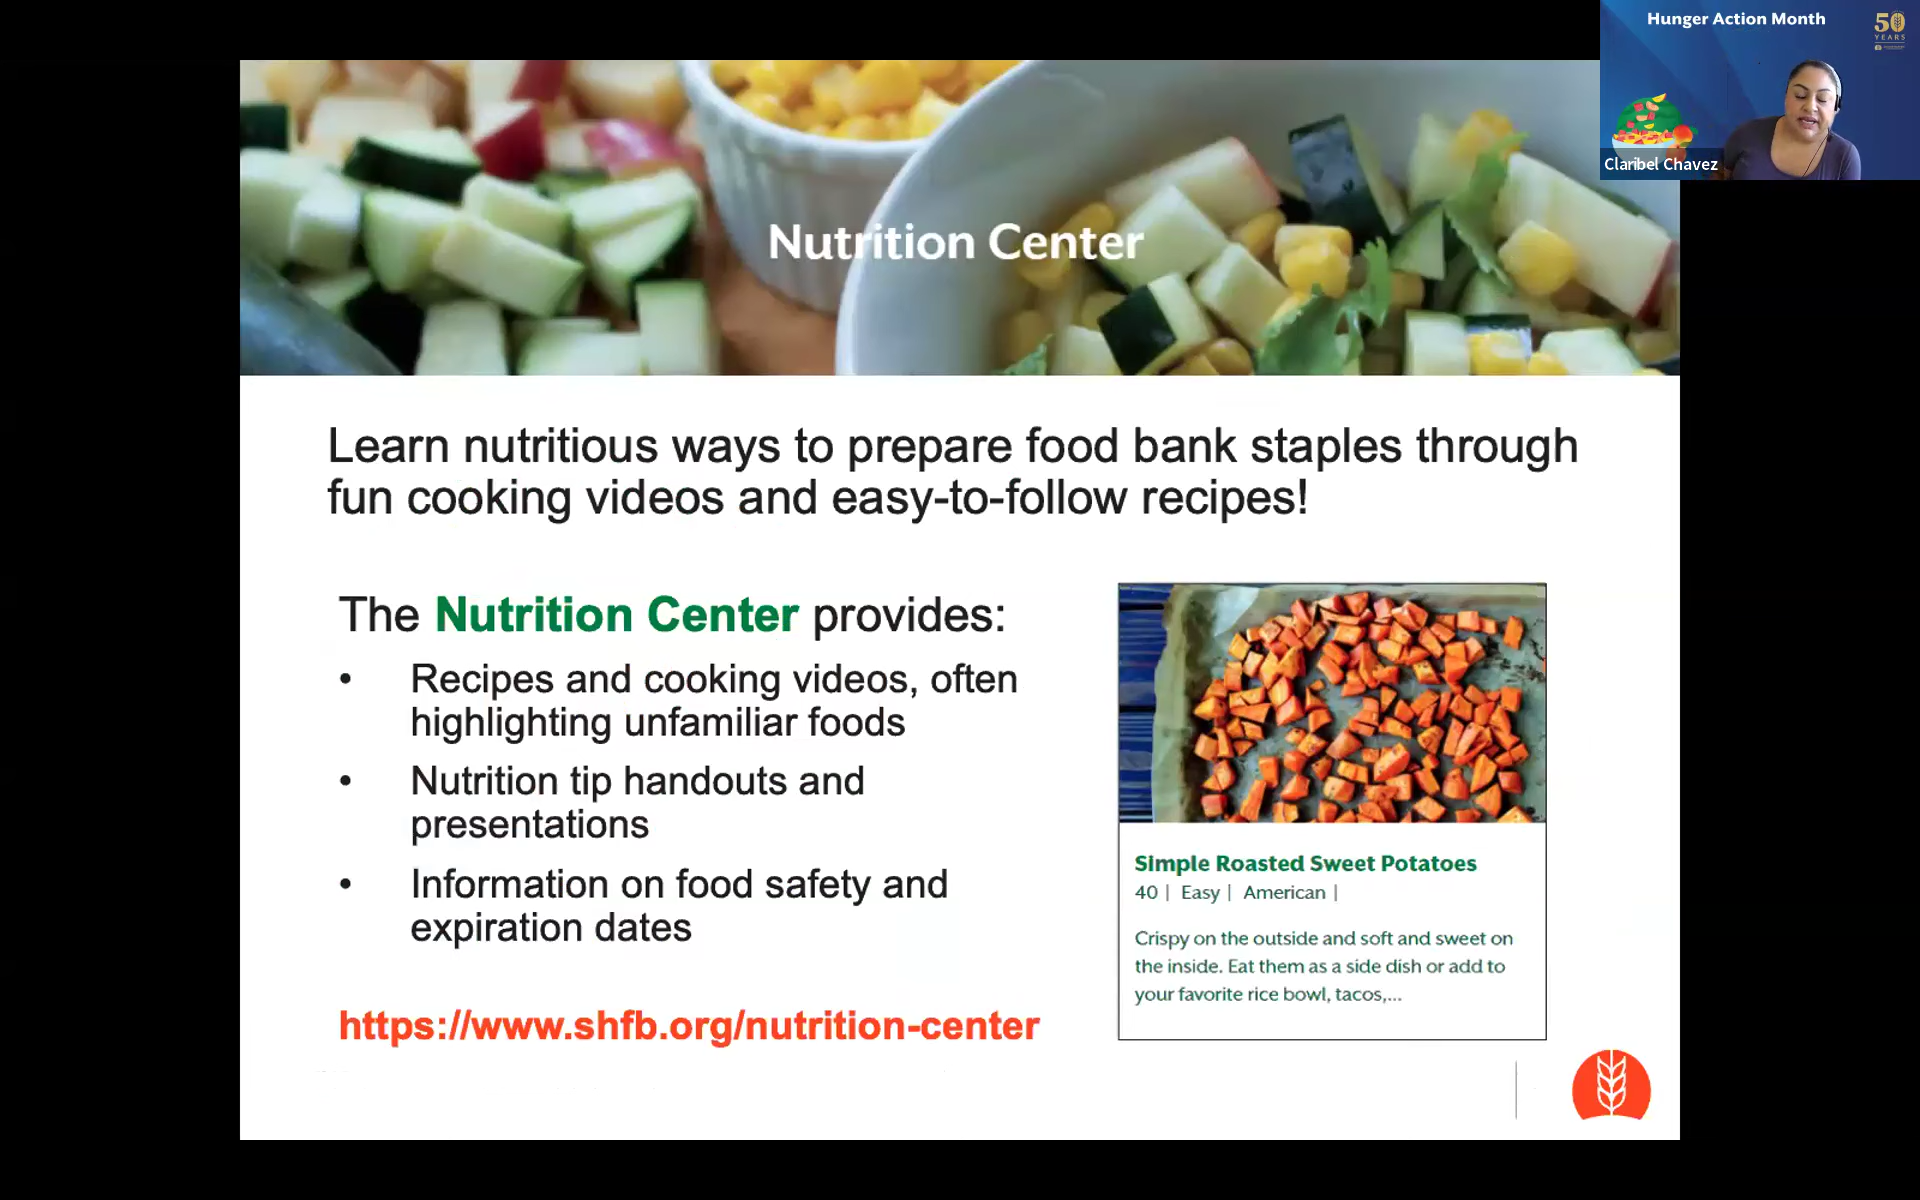 Hunger Action Month
50
YEARS
Claribel Chavez
Nutrition Center
Learn nutritious ways to prepare food bank staples through
fun cooking videos and easy-to-follow recipes!
The Nutrition Center provides:
• Recipes and cooking videos, often
highlighting unfamiliar foods
• Nutrition tip handouts and
presentations
• Information on food safety and
expiration dates
https://www.shfb.org/nutrition-center
Simple Roasted Sweet Potatoes
40 | Easy | American |
Crispy on the outside and soft and sweet on
the inside. Eat them as a side dish or add to
your favorite rice bowl, tacos,...